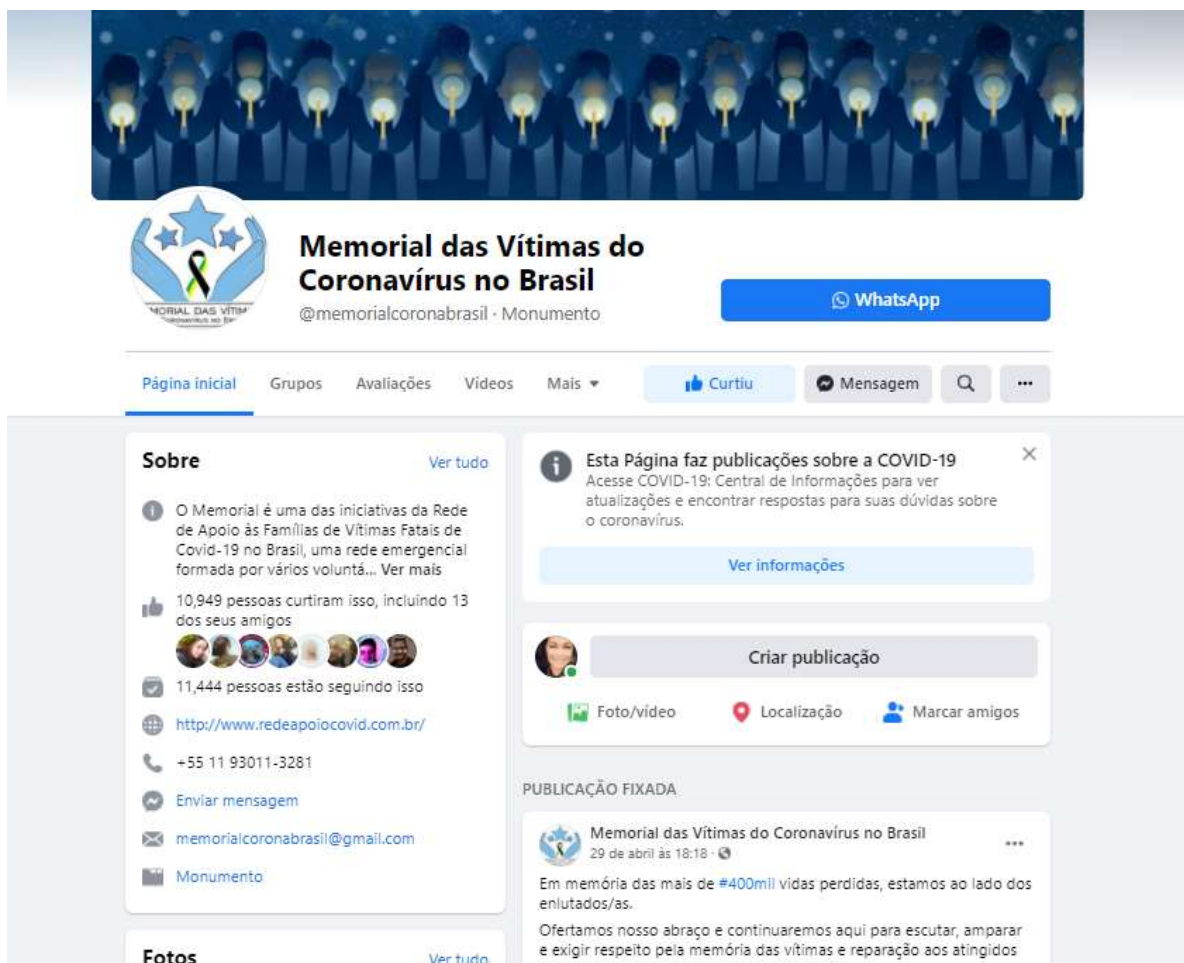 Memorial das Vítimas do
Coronavírus no Brasil
@memorialcoronabrasil · Monumento
WhatsApp
MORIAL DAS VÍTIM
Página inicial
Grupos
Avaliações
Vídeos
Mais
Curtiu
Mensagem
Sobre
Ver tudo
O Memorial é uma das iniciativas da Rede
de Apoio às Famílias de Vítimas Fatais de
Covid-19 no Brasil, uma rede emergencial
formada por vários voluntá... Ver mais
10,949 pessoas curtiram isso, incluindo 13
dos seus amigos
11,444 pessoas estão seguindo isso
http://www.redeapoiocovid.com.br/
+55 11 93011-3281
Enviar mensagem
memorialcoronabrasil@gmail.com
Monumento
Fotos
Ver tudo
Esta Página faz publicações sobre a COVID-19
Acesse COVID-19: Central de Informações para ver
atualizações e encontrar respostas para suas dúvidas sobre
o coronavírus.
Ver informações
Criar publicação
Foto/vídeo
Localização
Marcar amigos
PUBLICAÇÃO FIXADA
Memorial das Vítimas do Coronavírus no Brasil
29 de abril às 18:18 ·
Em memória das mais de #400mil vidas perdidas, estamos ao lado dos
enlutados/as.
Ofertamos nosso abraço e continuaremos aqui para escutar, amparar
e exigir respeito pela memória das vítimas e reparação aos atingidos